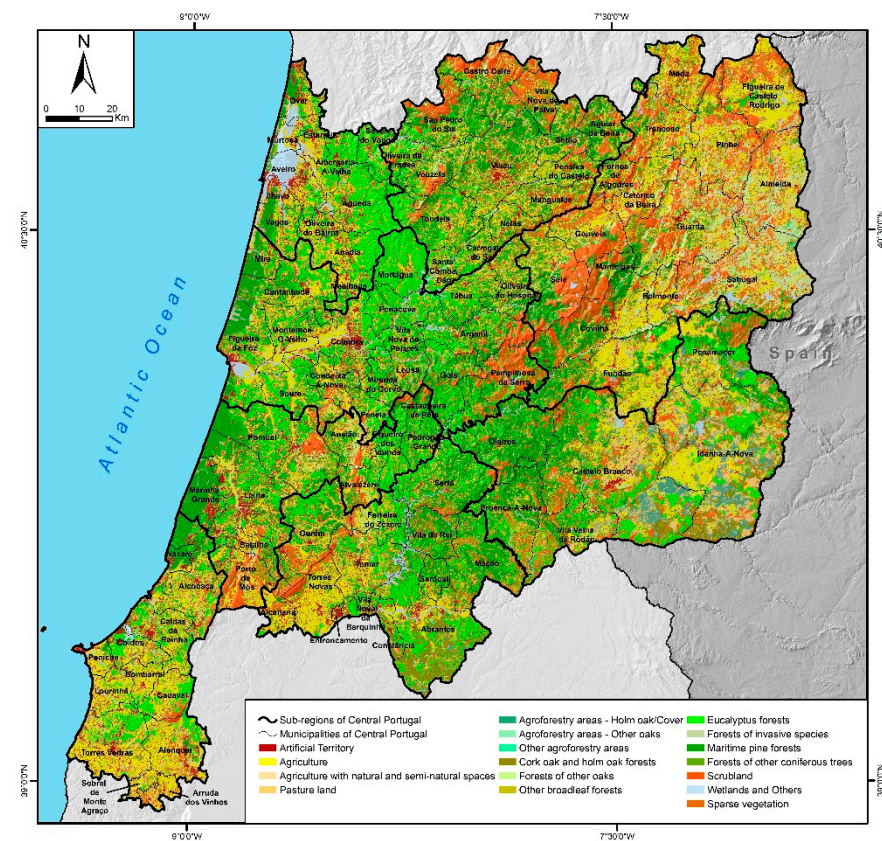 9°0'0"W
7°30'0"W
N
0 10 20
Km
40°30'0"N
40°30'0"N
39°0'0"N
39°0'0"N
Atlantic Ocean
Spain
Castro Daire
Vila
Nova de
Paiva
Meda
Figueira de
Castelo
Rodrigo
Ovar
São Pedro
do Sul
Aguiar
da Beira
Trancoso
Murtosa
Estarreja
Sever
do Vouga
Sátão
Pinhel
Oliveira de
Frades
Albergaria-
A-Velha
Viseu
Penalva
do Castelo
Fornos
de
Algodres
Aveiro
Vouzela
Almeida
Ílhavo
Águeda
Mangualde
Celorico
da Beira
Vagos
Oliveira
do Bairro
Tondela
Nelas
Guarda
Gouveia
Anadia
Carregal
do Sal
Mira
Santa
Comba
Dão
Manteigas
Mortágua
Seia
Sabugal
Mealhada
Oliveira
do Hospital
Cantanhede
Tábua
Belmonte
Penacova
Montemor-
O-Velho
Vila
Nova de
Poiares
Arganil
Covilhã
Figueira
da Foz
Coimbra
Penamacor
Lousã
Condeixa-
A-Nova
Miranda
do Corvo
Góis
Pampilhosa
da Serra
Fundão
Soure
Castanheira
de Pêra
Penela
Pombal
Ansião
Figueiró
dos
Vinhos
Pedrógão
Grande
Oleiros
Idanha-A-Nova
Castelo Branco
Marinha
Grande
Leiria
Alvaiázere
Sertã
Proença-A-Nova
Ferreira
do Zêzere
Vila Velha
de Ródão
Ourém
Vila de Rei
Batalha
Nazaré
Tomar
Mação
Porto
de
Mós
Torres
Novas
Sardoal
Alcobaça
Alcanena
Vila
Nova da
Barquinha
Caldas
da
Rainha
Abrantes
Entroncamento
Constância
Óbidos
Peniche
Bombarral
Lourinhã
Cadaval
Torres Vedras
Alenquer
Sobral
de
Monte
Agraço
Arruda
dos Vinhos
Sub-regions of Central Portugal
Municipalities of Central Portugal
Artificial Territory
Agriculture
Agriculture with natural and semi-natural spaces
Pasture land
Agroforestry areas - Holm oak/Cover
Agroforestry areas - Other oaks
Other agroforestry areas
Cork oak and holm oak forests
Forests of other oaks
Other broadleaf forests
Eucalyptus forests
Forests of invasive species
Maritime pine forests
Forests of other coniferous trees
Scrubland
Wetlands and Others
Sparse vegetation
9°0'0"W
7°30'0"W